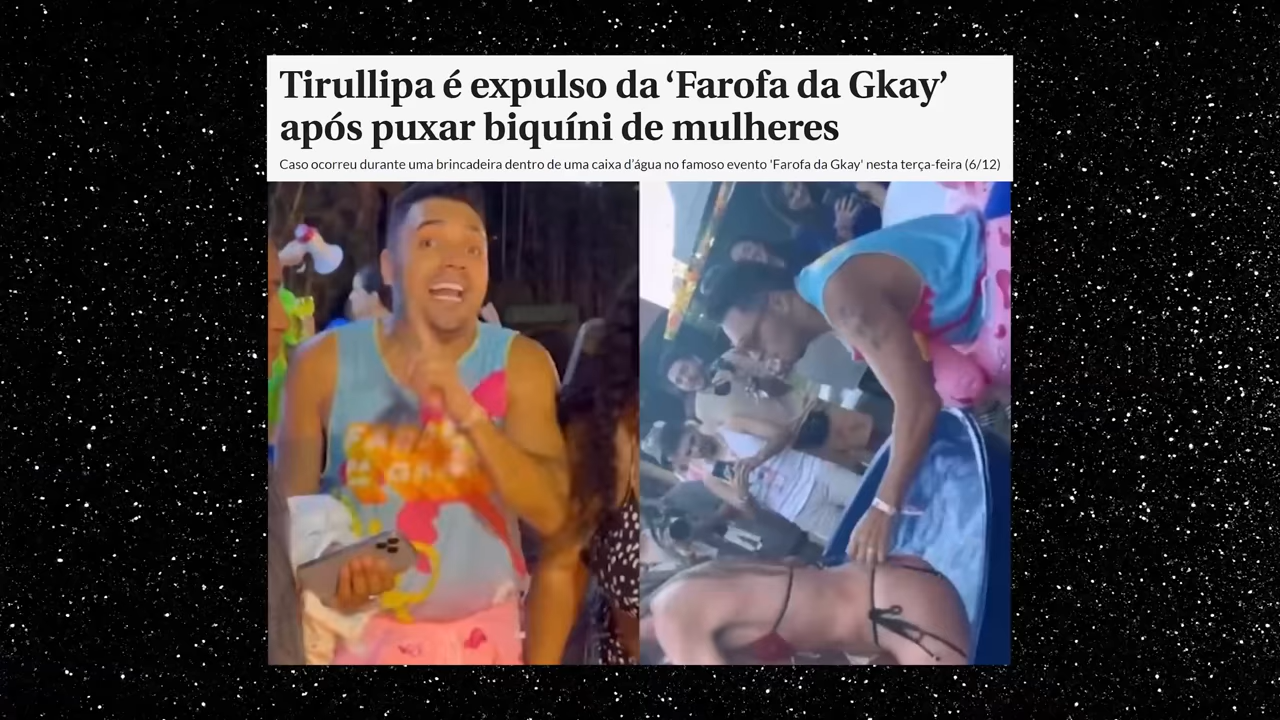 Tirullipa é expulso da ‘Farofa da Gkay’
após puxar biquíni de mulheres
Caso ocorreu durante uma brincadeira dentro de uma caixa d’água no famoso evento 'Farofa da Gkay' nesta terça-feira (6/12)